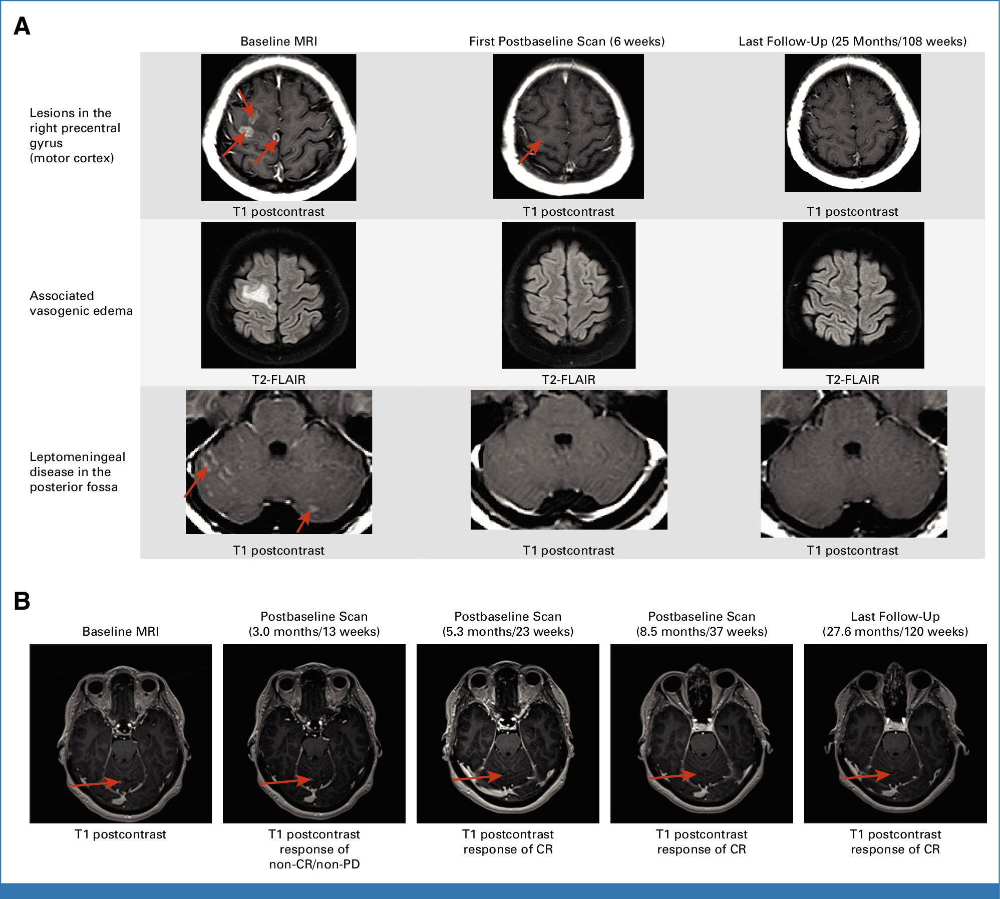 A
Baseline MRI
First Postbaseline Scan (6 weeks)
Last Follow-Up (25 Months/108 weeks)
Lesions in the
right precentral
gyrus
(motor cortex)
T1 postcontrast
T1 postcontrast
T1 postcontrast
Associated
vasogenic edema
T2-FLAIR
T2-FLAIR
T2-FLAIR
Leptomeningeal
disease in the
posterior fossa
T1 postcontrast
T1 postcontrast
T1 postcontrast
B
Baseline MRI
Postbaseline Scan
(3.0 months/13 weeks)
Postbaseline Scan
(5.3 months/23 weeks)
Postbaseline Scan
(8.5 months/37 weeks)
Last Follow-Up
(27.6 months/120 weeks)
T1 postcontrast
T1 postcontrast
response of
non-CR/non-PD
T1 postcontrast
response of CR
T1 postcontrast
response of CR
T1 postcontrast
response of CR